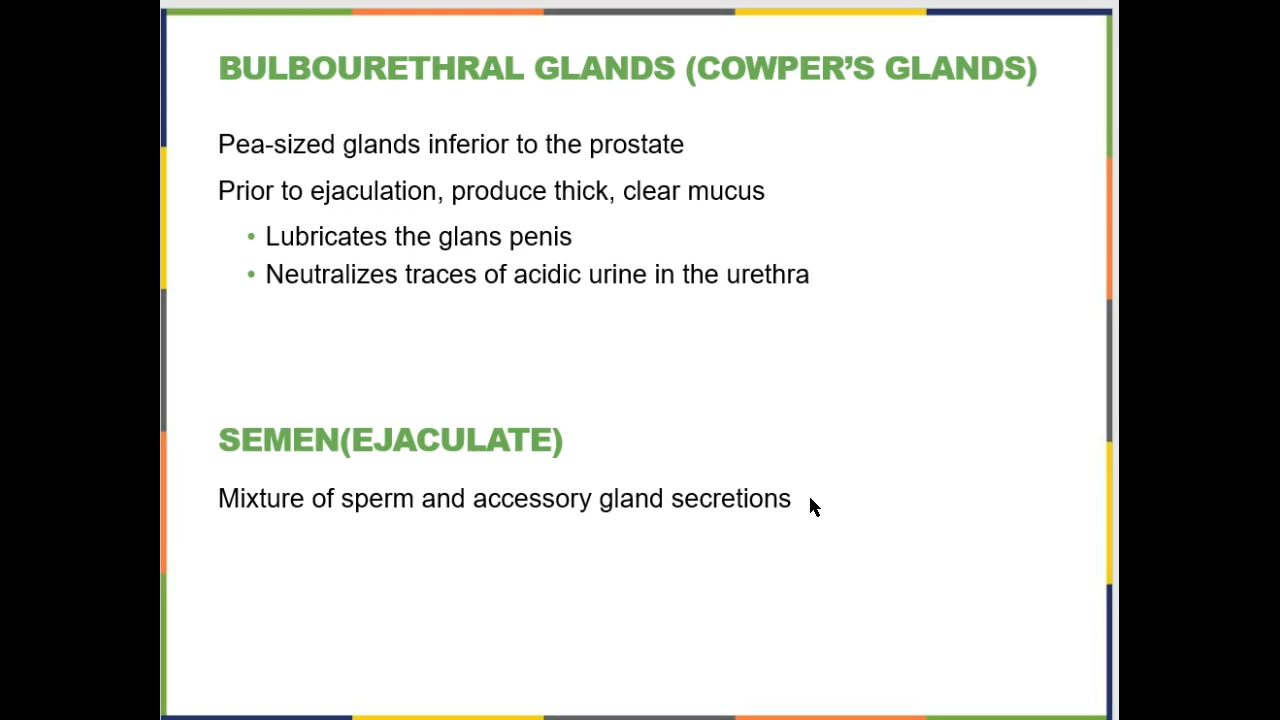 BULBOURETHRAL GLANDS (COWPER’S GLANDS)
Pea-sized glands inferior to the prostate
Prior to ejaculation, produce thick, clear mucus
• Lubricates the glans penis
• Neutralizes traces of acidic urine in the urethra
SEMEN(EJACULATE)
Mixture of sperm and accessory gland secretions